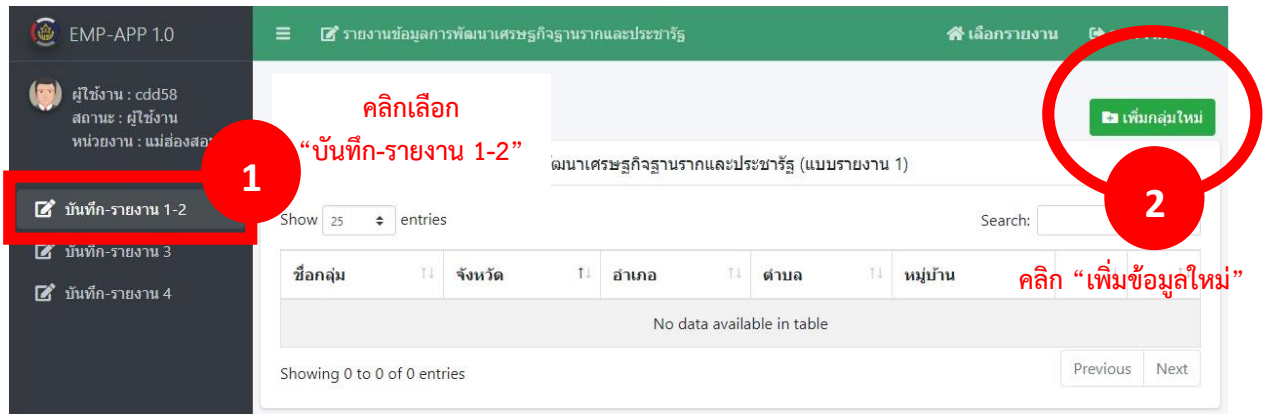 EMP-APP 1.0
รายงานข้อมูลการพัฒนาเศรษฐกิจฐานรากและประชารัฐ
เลือกรายงาน
ผู้ใช้งาน : cdd58
สถานะ : ผู้ใช้งาน
หน่วยงาน : แม่ฮ่องสอน
คลิกเลือก
“บันทึก-รายงาน 1-2”
เพิ่มกลุ่มใหม่
1
2
พัฒนาเศรษฐกิจฐานรากและประชารัฐ (แบบรายงาน 1)
บันทึก-รายงาน 1-2
บันทึก-รายงาน 3
บันทึก-รายงาน 4
Show 25 entries
Search:
ชื่อกลุ่ม จังหวัด อำเภอ ตำบล หมู่บ้าน
คลิก “เพิ่มข้อมูลใหม่”
No data available in table
Showing 0 to 0 of 0 entries
Previous Next